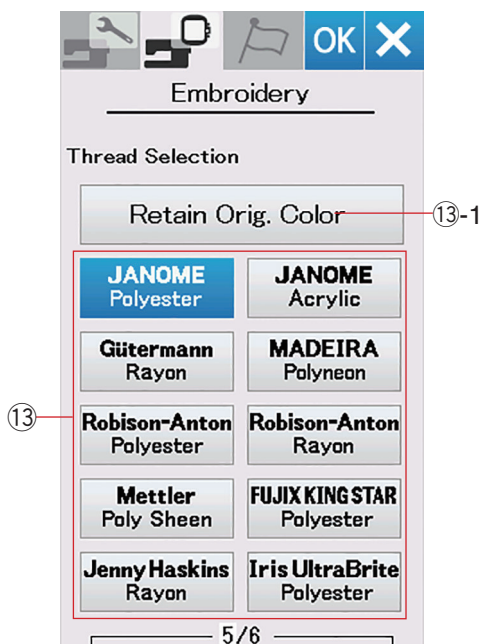 OK
Embroidery
Thread Selection
Retain Orig. Color
⑬-1
JANOME
Polyester
JANOME
Acrylic
Gütermann
Rayon
MADEIRA
Polyneon
⑬
Robison-Anton
Polyester
Robison-Anton
Rayon
Mettler
Poly Sheen
FUJIX KING STAR
Polyester
Jenny Haskins
Rayon
Iris UltraBrite
Polyester
5/6